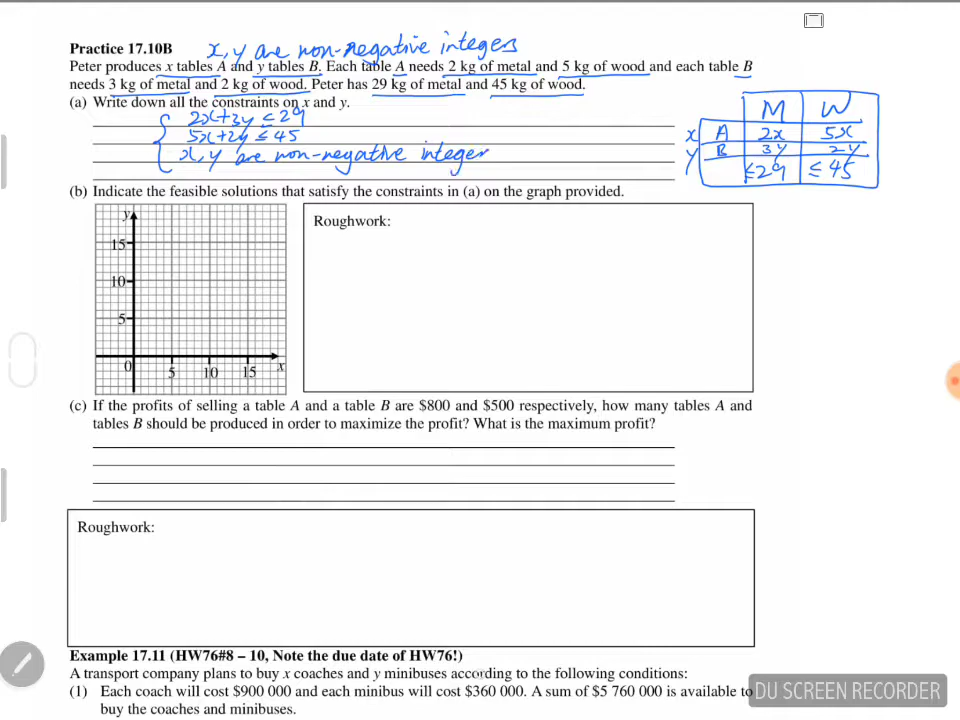 Practice 17.10B x, y are non-negative integers
Peter produces x tables A and y tables B. Each table A needs 2 kg of metal and 5 kg of wood and each table B
needs 3 kg of metal and 2 kg of wood. Peter has 29 kg of metal and 45 kg of wood.
(a) Write down all the constraints on x and y.
2x+3y ≤ 29
5x+2y ≤ 45
x, y are non-negative integer
M W
x A 2x 5x
y B 3y 2y
≤29 ≤45
(b) Indicate the feasible solutions that satisfy the constraints in (a) on the graph provided.
y
15
10
5
0 5 10 15 x
Roughwork:
(c) If the profits of selling a table A and a table B are $800 and $500 respectively, how many tables A and
tables B should be produced in order to maximize the profit? What is the maximum profit?
Roughwork:
Example 17.11 (HW76#8 – 10, Note the due date of HW76!)
A transport company plans to buy x coaches and y minibuses according to the following conditions:
(1) Each coach will cost $900 000 and each minibus will cost $360 000. A sum of $5 760 000 is available to
buy the coaches and minibuses.
DU SCREEN RECORDER